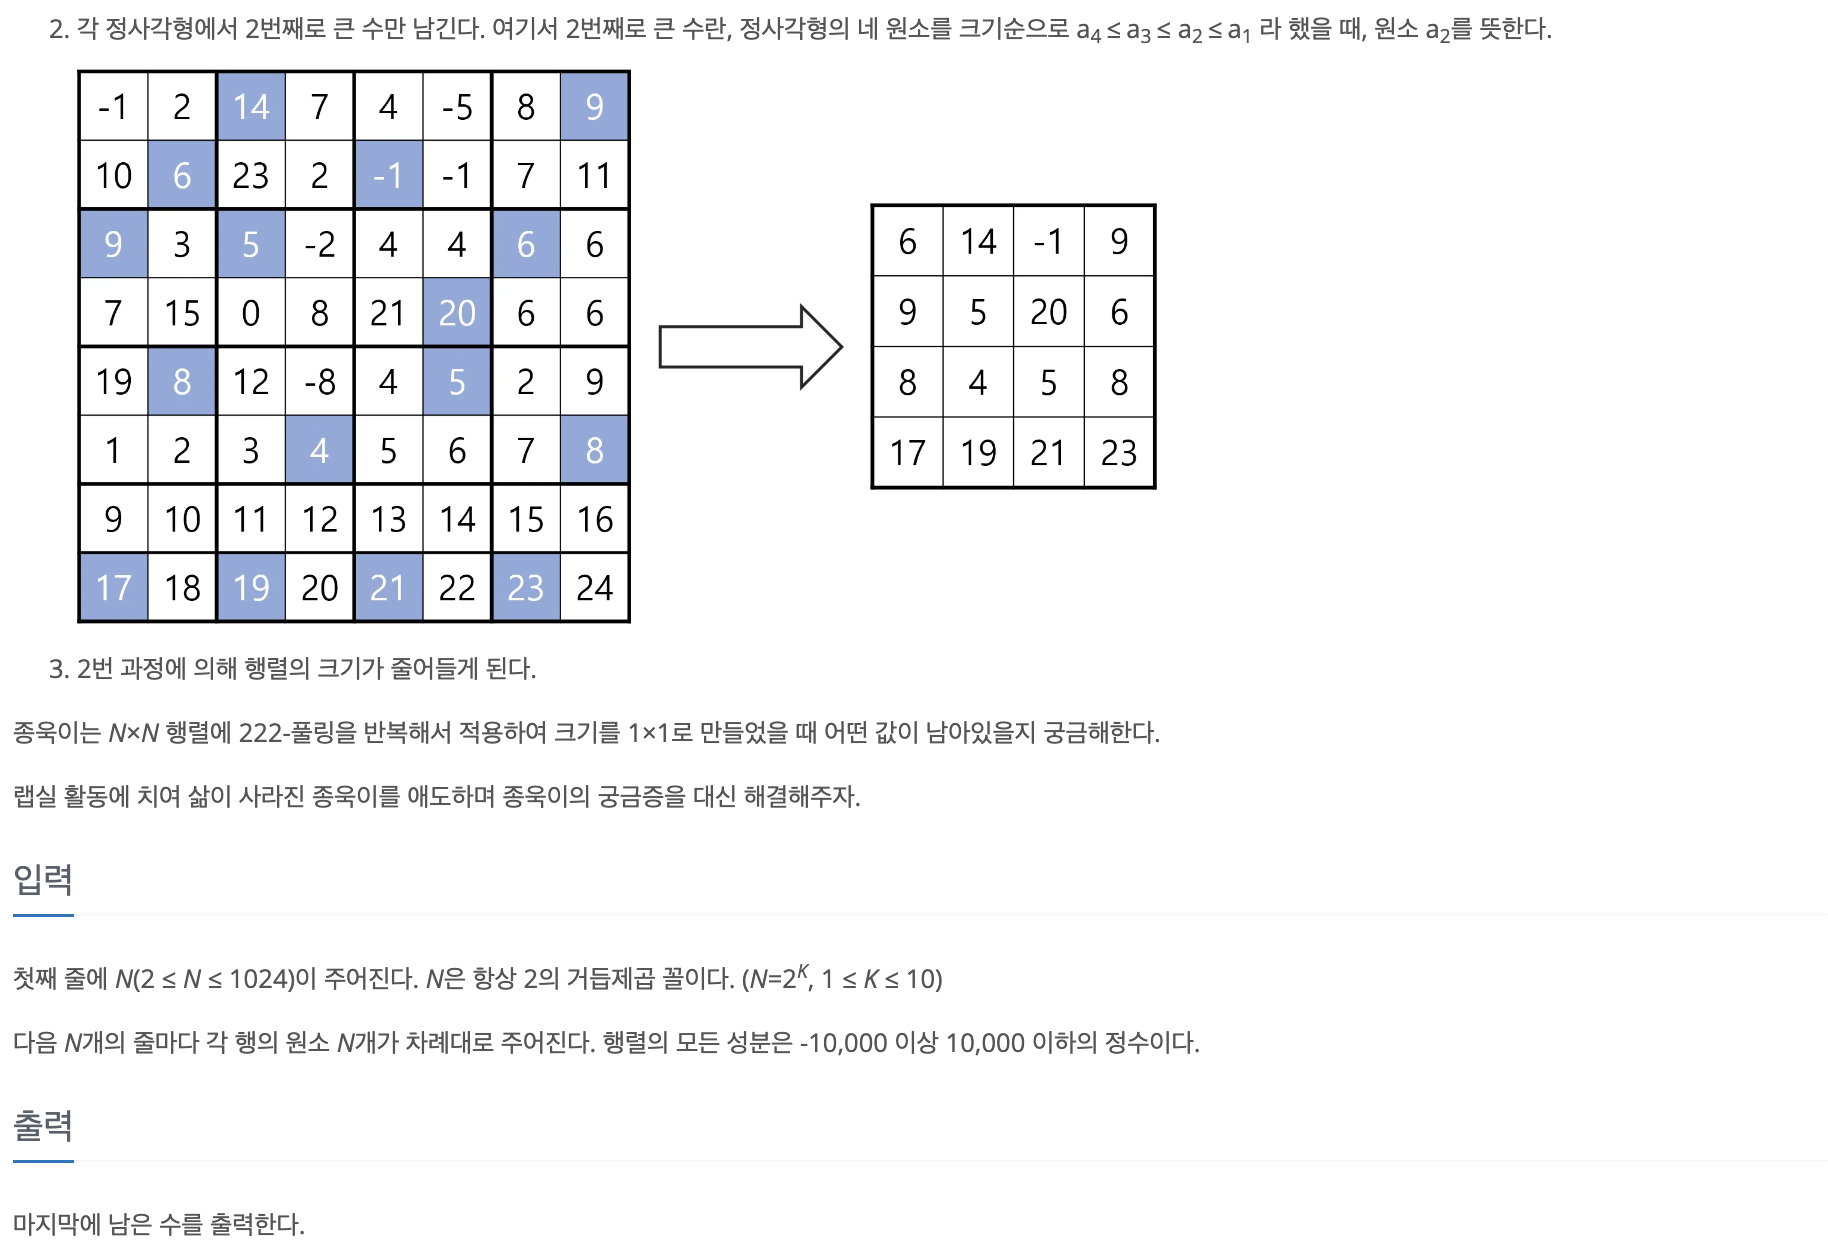 2. 각 정사각형에서 2번째로 큰 수만 남긴다. 여기서 2번째로 큰 수란, 정사각형의 네 원소를 크기순으로 a₄ ≤ a₃ ≤ a₂ ≤ a₁ 라 했을 때, 원소 a₂를 뜻한다.
-1 2 14 7 4 -5 8 9
10 6 23 2 -1 -1 7 11
9 3 5 -2 4 4 6 6
7 15 0 8 21 20 6 6
19 8 12 -8 4 5 2 9
1 2 3 4 5 6 7 8
9 10 11 12 13 14 15 16
17 18 19 20 21 22 23 24
6 14 -1 9
9 5 20 6
8 4 5 8
17 19 21 23
3. 2번 과정에 의해 행렬의 크기가 줄어들게 된다.
종욱이는 N×N 행렬에 222-풀링을 반복해서 적용하여 크기를 1×1로 만들었을 때 어떤 값이 남아있을지 궁금해한다.
랩실 활동에 치여 삶이 사라진 종욱이를 애도하며 종욱이의 궁금증을 대신 해결해주자.
입력
첫째 줄에 N(2 ≤ N ≤ 1024)이 주어진다. N은 항상 2의 거듭제곱 꼴이다. (N=2ᴷ, 1 ≤ K ≤ 10)
다음 N개의 줄마다 각 행의 원소 N개가 차례대로 주어진다. 행렬의 모든 성분은 -10,000 이상 10,000 이하의 정수이다.
출력
마지막에 남은 수를 출력한다.